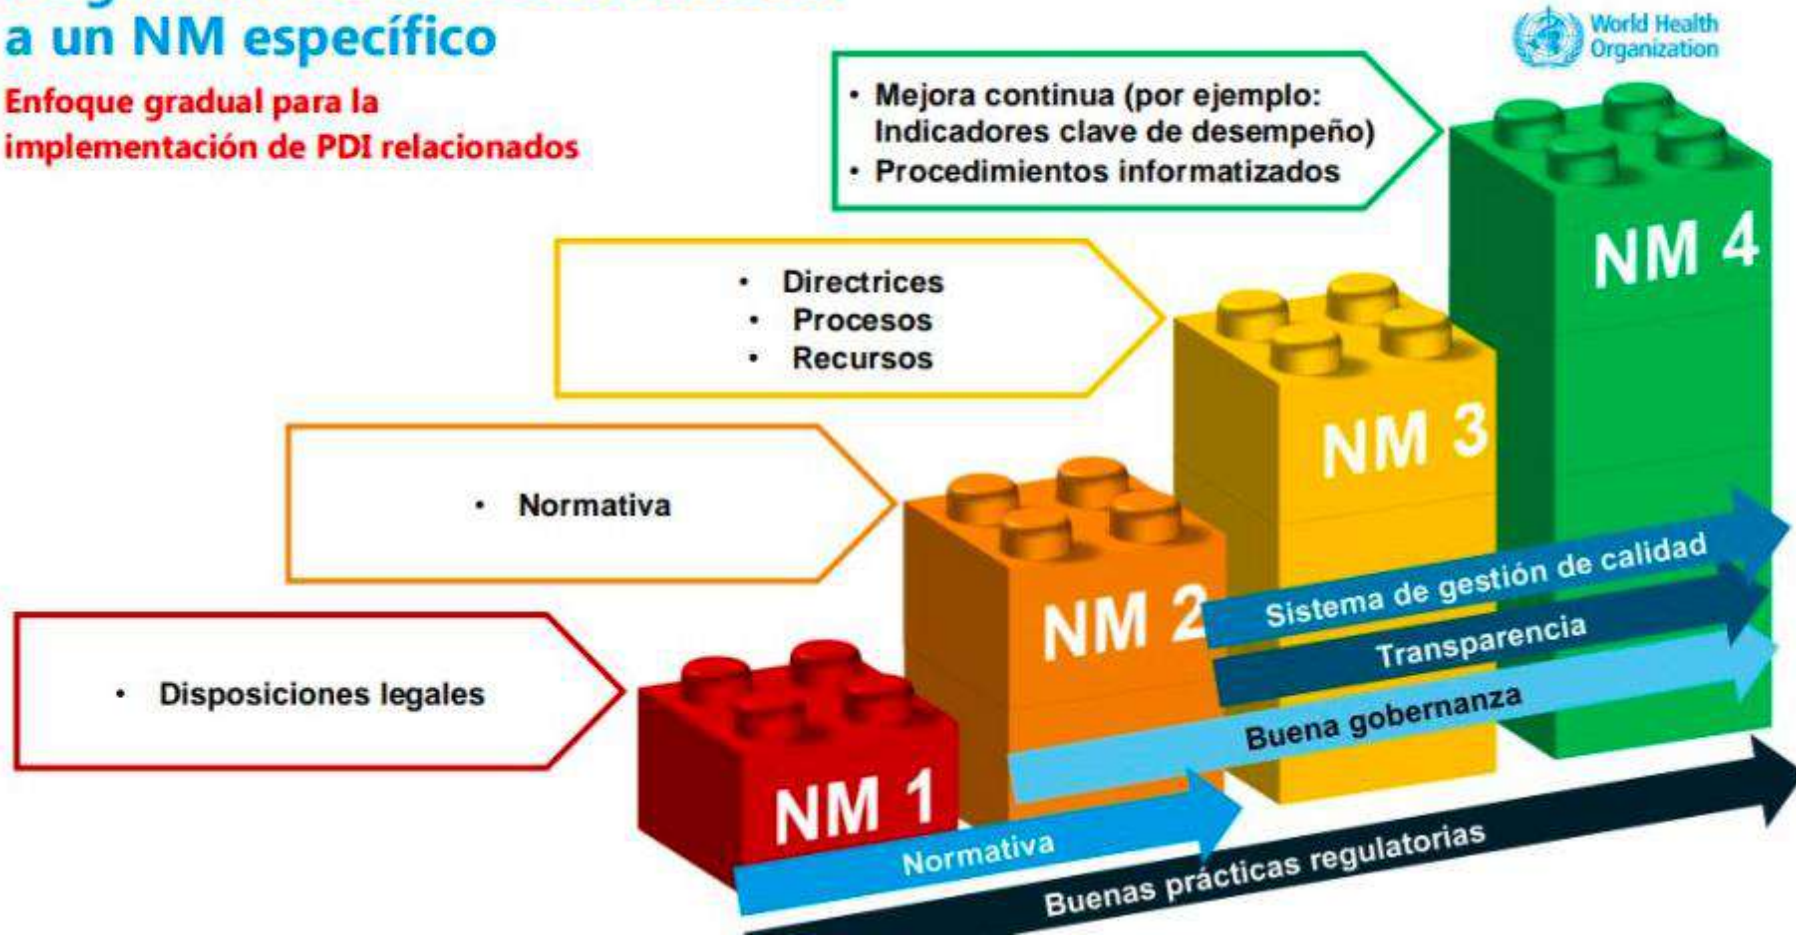 a un NM específico
Enfoque gradual para la
implementación de PDI relacionados
World Health
Organization
• Mejora continua (por ejemplo:
Indicadores clave de desempeño)
• Procedimientos informatizados
NM 4
• Directrices
• Procesos
• Recursos
NM 3
• Normativa
NM 2
Sistema de gestión de calidad
Transparencia
Buena gobernanza
• Disposiciones legales
NM 1
Normativa
Buenas prácticas regulatorias